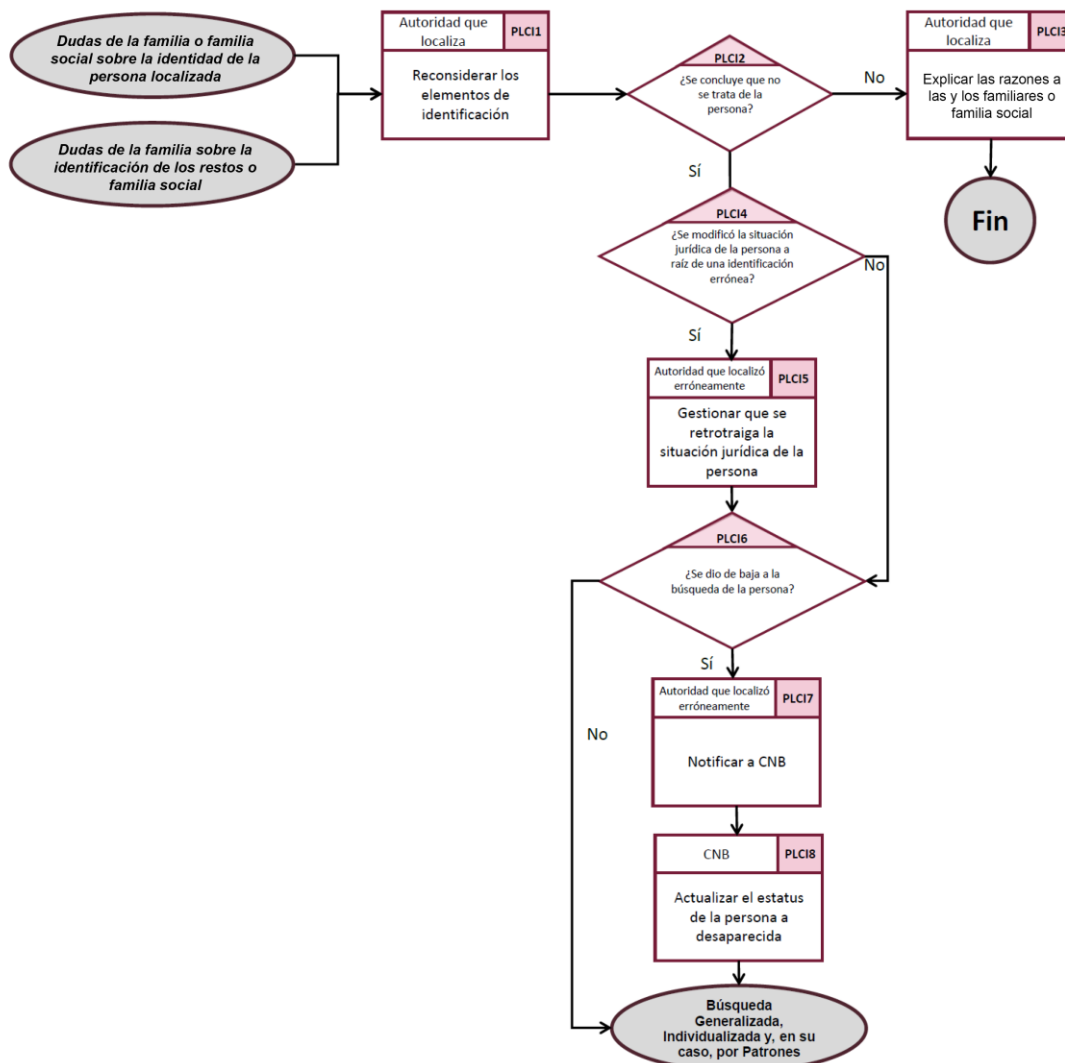 Dudas de la familia o familia
social sobre la identidad de la
persona localizada
Dudas de la familia sobre la
identificación de los restos o
familia social
Autoridad que
localiza
PLCI1
Reconsiderar los
elementos de
identificación
PLCI2
¿Se concluye que no
se trata de la
persona?
No
Autoridad que
localiza
PLCI3
Explicar las razones a
las y los familiares o
familia social
Fin
Sí
PLCI4
¿Se modificó la situación
jurídica de la persona a
raíz de una identificación
errónea?
No
Sí
Autoridad que localizó
erróneamente
PLCI5
Gestionar que se
retrotraiga la
situación jurídica de la
persona
PLCI6
¿Se dio de baja a la
búsqueda de la persona?
Sí
No
Autoridad que localizó
erróneamente
PLCI7
Notificar a CNB
CNB
PLCI8
Actualizar el estatus
de la persona a
desaparecida
Búsqueda
Generalizada,
Individualizada y, en su
caso, por Patrones